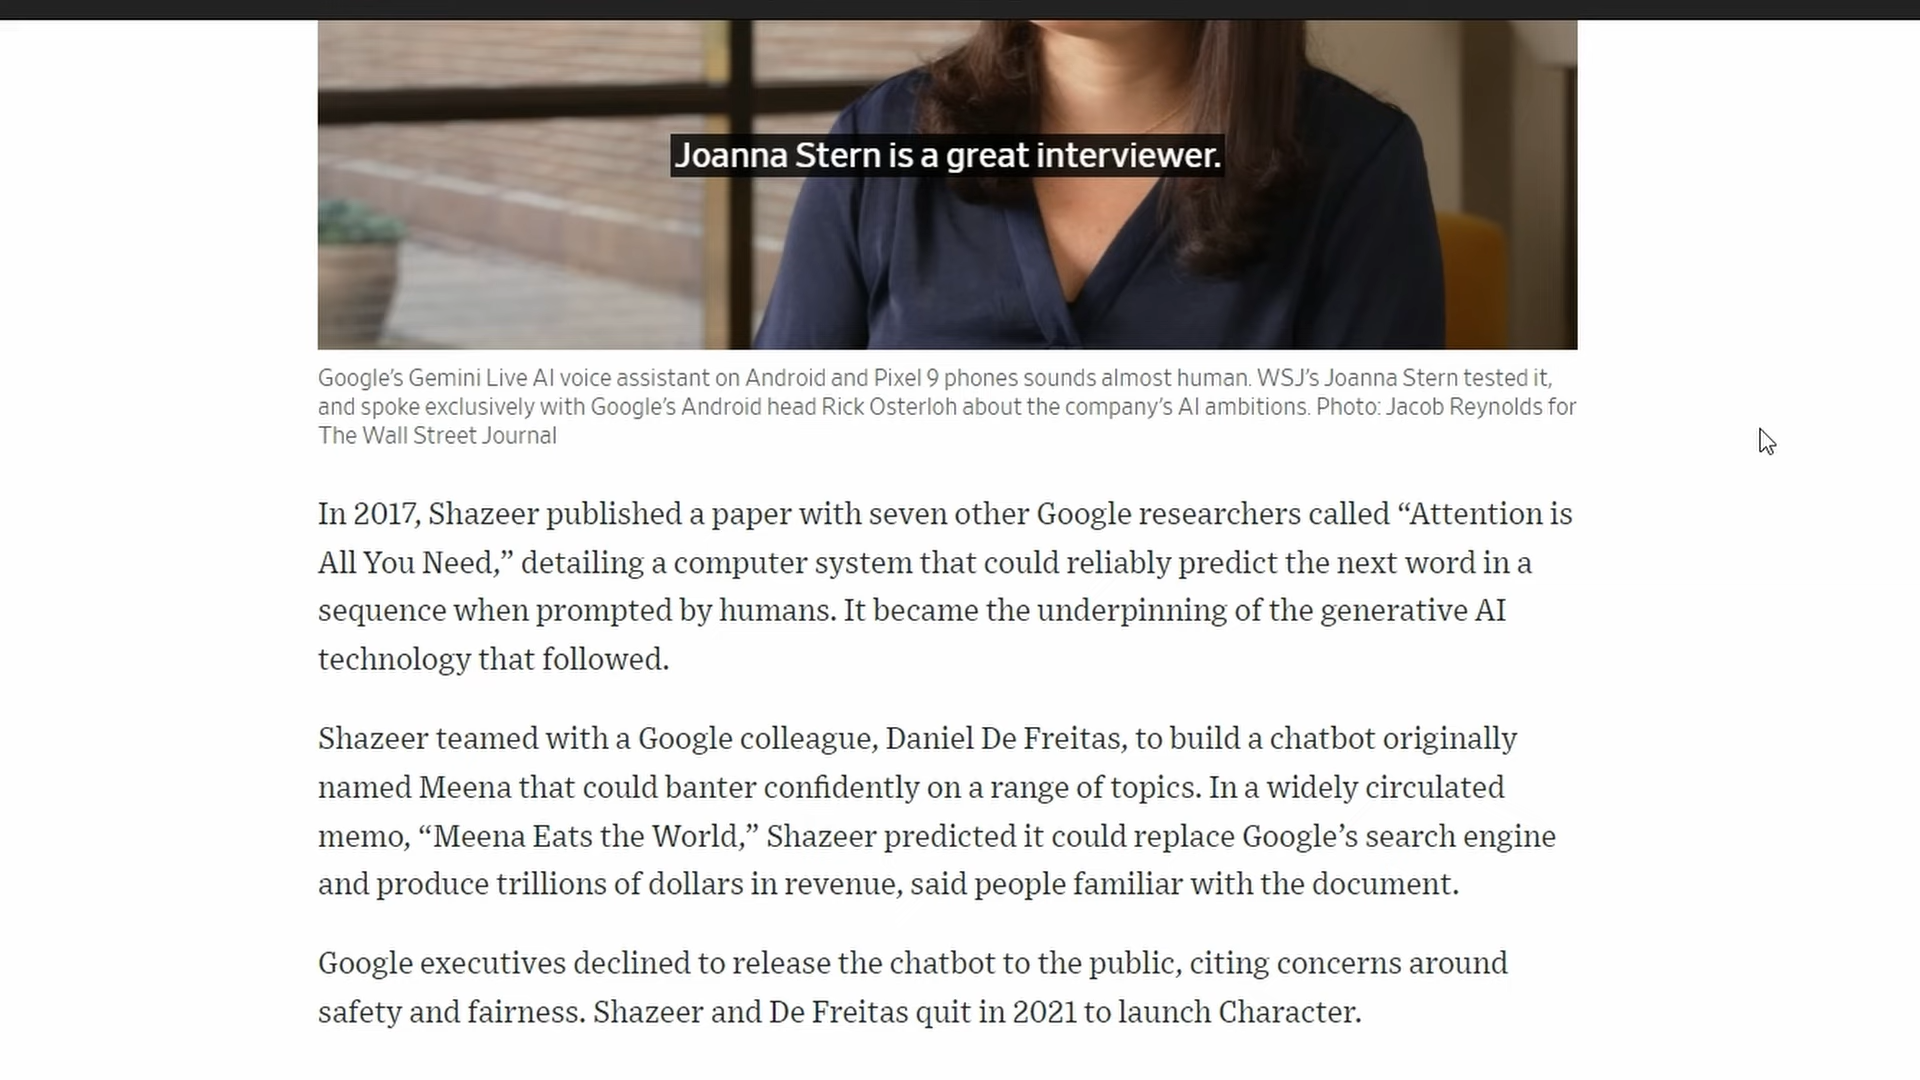 Joanna Stern is a great interviewer.
Google’s Gemini Live AI voice assistant on Android and Pixel 9 phones sounds almost human. WSJ’s Joanna Stern tested it,
and spoke exclusively with Google’s Android head Rick Osterloh about the company’s AI ambitions. Photo: Jacob Reynolds for
The Wall Street Journal
In 2017, Shazeer published a paper with seven other Google researchers called “Attention is
All You Need,” detailing a computer system that could reliably predict the next word in a
sequence when prompted by humans. It became the underpinning of the generative AI
technology that followed.
Shazeer teamed with a Google colleague, Daniel De Freitas, to build a chatbot originally
named Meena that could banter confidently on a range of topics. In a widely circulated
memo, “Meena Eats the World,” Shazeer predicted it could replace Google’s search engine
and produce trillions of dollars in revenue, said people familiar with the document.
Google executives declined to release the chatbot to the public, citing concerns around
safety and fairness. Shazeer and De Freitas quit in 2021 to launch Character.